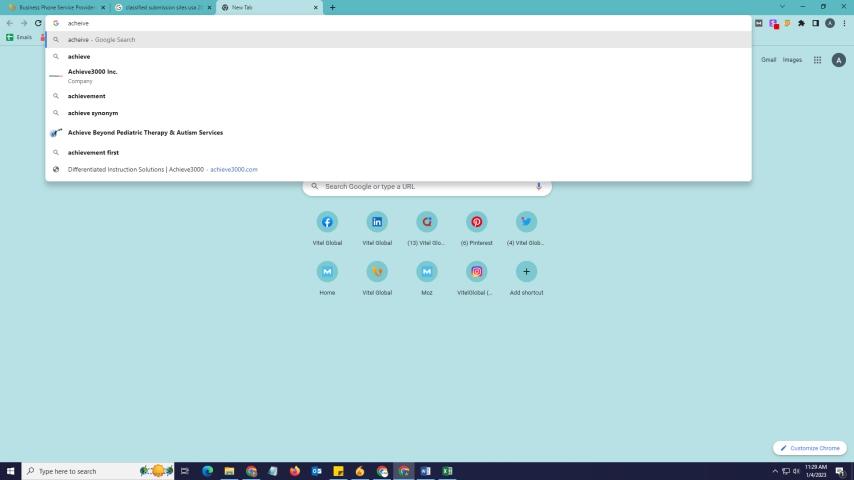 Business Phone Service Provider
classified submission sites usa 20
New Tab
acheive
Emails
acheive - Google Search
achieve
Achieve3000 Inc.
Company
achievement
achieve synonym
Achieve Beyond Pediatric Therapy & Autism Services
achievement first
Differentiated Instruction Solutions | Achieve3000 - achieve3000.com
Gmail Images A
Search Google or type a URL
Vitel Global Vitel Global (13) Vitel Glo... (6) Pinterest (4) Vitel Glob...
Home Vitel Global Moz VitelGlobal (... Add shortcut
Customize Chrome
Type here to search
11:29 AM
1/4/2023